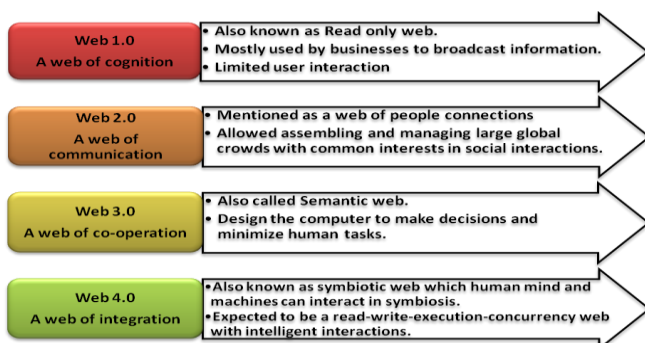 Web 1.0
A web of cognition
• Also known as Read only web.
• Mostly used by businesses to broadcast information.
• Limited user interaction
Web 2.0
A web of
communication
• Mentioned as a web of people connections
• Allowed assembling and managing large global
crowds with common interests in social interactions.
Web 3.0
A web of co-operation
• Also called Semantic web.
• Design the computer to make decisions and
minimize human tasks.
Web 4.0
A web of integration
•Also known as symbiotic web which human mind and
machines can interact in symbiosis.
•Expected to be a read-write-execution-concurrency web
with intelligent interactions.